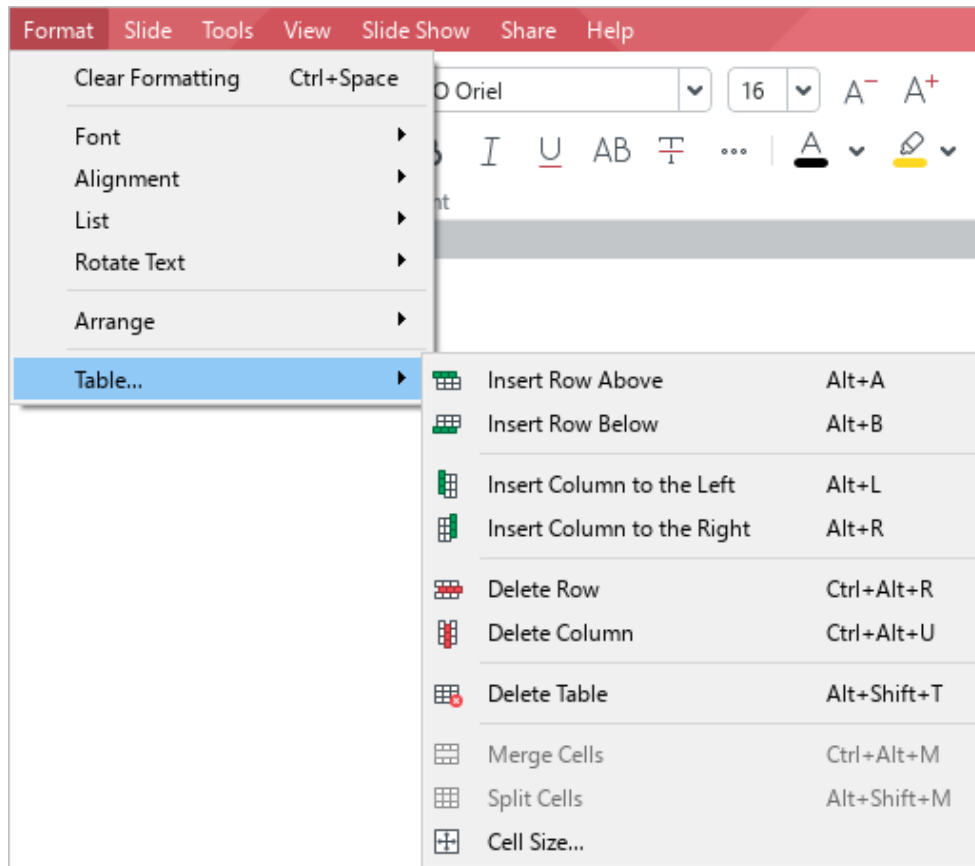 Format Slide Tools View Slide Show Share Help
Clear Formatting Ctrl+Space
O Oriel 16 A− A+
Font
I U AB T A
Alignment
List
nt
Rotate Text
Arrange
Table...
Insert Row Above Alt+A
Insert Row Below Alt+B
Insert Column to the Left Alt+L
Insert Column to the Right Alt+R
Delete Row Ctrl+Alt+R
Delete Column Ctrl+Alt+U
Delete Table Alt+Shift+T
Merge Cells Ctrl+Alt+M
Split Cells Alt+Shift+M
Cell Size...